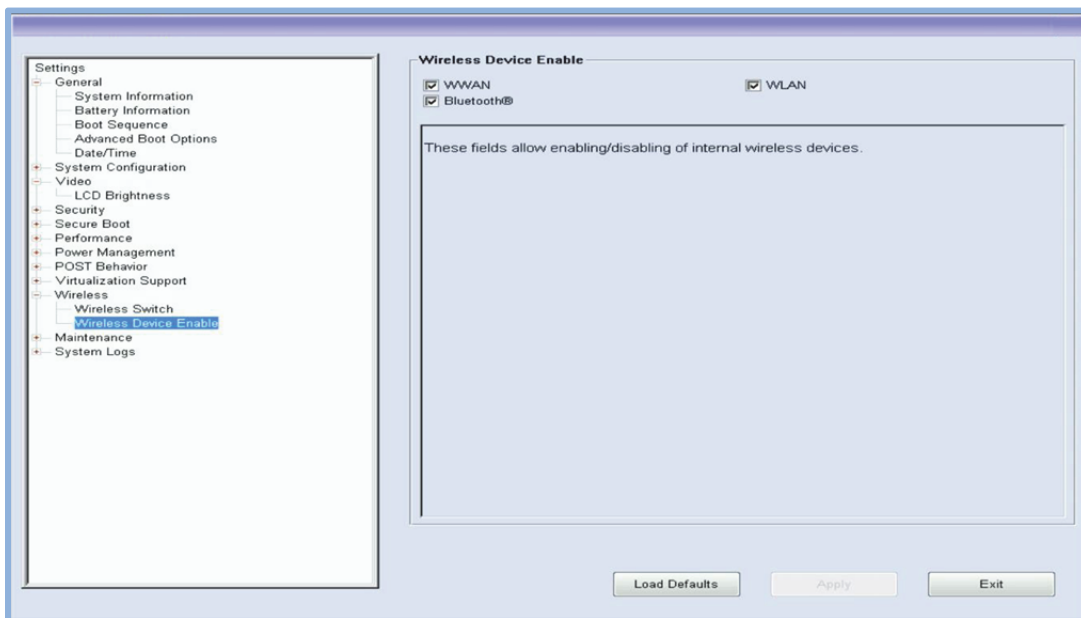 Settings
General
System Information
Battery Information
Boot Sequence
Advanced Boot Options
Date/Time
System Configuration
Video
LCD Brightness
Security
Secure Boot
Performance
Power Management
POST Behavior
Virtualization Support
Wireless
Wireless Switch
Wireless Device Enable
Maintenance
System Logs
Wireless Device Enable
WWAN
WLAN
Bluetooth®
These fields allow enabling/disabling of internal wireless devices.
Load Defaults
Apply
Exit